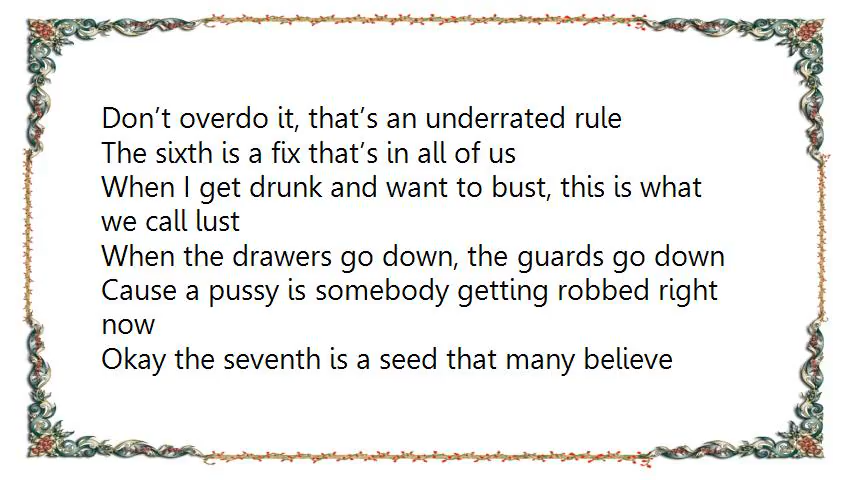 Don’t overdo it, that’s an underrated rule
The sixth is a fix that’s in all of us
When I get drunk and want to bust, this is what
we call lust
When the drawers go down, the guards go down
Cause a pussy is somebody getting robbed right
now
Okay the seventh is a seed that many believe